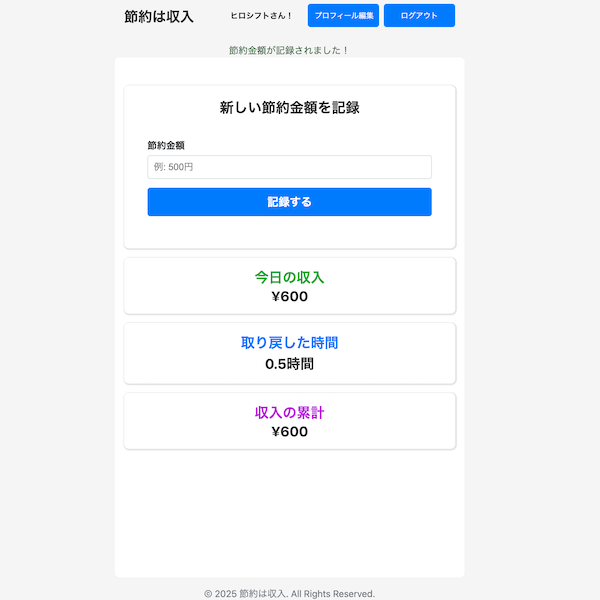 節約は収入
ヒロシフトさん！
プロフィール編集
ログアウト
節約金額が記録されました！
新しい節約金額を記録
節約金額
例: 500円
記録する
今日の収入
¥600
取り戻した時間
0.5時間
収入の累計
¥600
© 2025 節約は収入. All Rights Reserved.